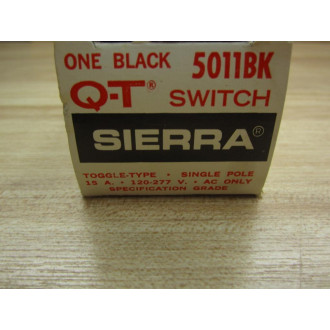 ONE BLACK 5011BK
Q-T® SWITCH
SIERRA®
TOGGLE-TYPE • SINGLE POLE
15 A. • 120-277 V. • AC ONLY
SPECIFICATION GRADE